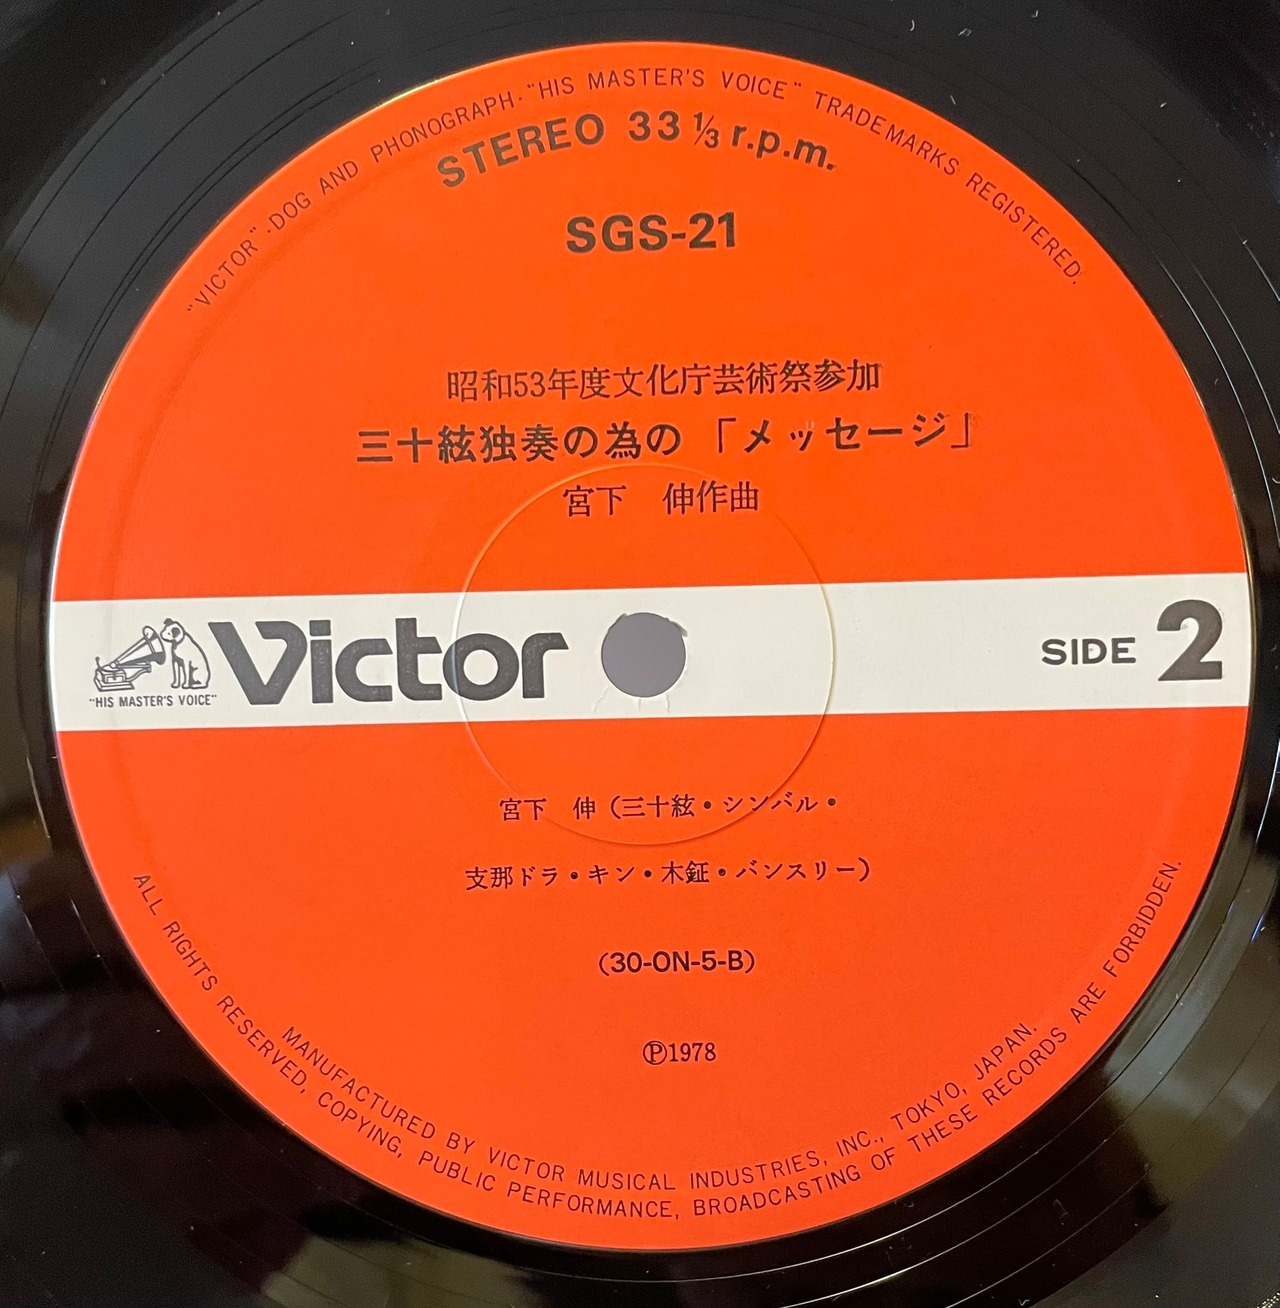 "VICTOR"·DOG AND PHONOGRAPH·"HIS MASTER'S VOICE" TRADEMARKS REGISTERED.
STEREO 33 1/3 r.p.m.
SGS-21
昭和53年度文化庁芸術祭参加
三十絃独奏の為の「メッセージ」
宮下 伸作曲
Victor
"HIS MASTER'S VOICE"
SIDE 2
宮下 伸（三十絃・シンバル・
支那ドラ・キン・木鉦・バンスリー）
(30-ON-5-B)
℗1978
MANUFACTURED BY VICTOR MUSICAL INDUSTRIES, INC., TOKYO, JAPAN.
ALL RIGHTS RESERVED, COPYING, PUBLIC PERFORMANCE, BROADCASTING OF THESE RECORDS ARE FORBIDDEN.